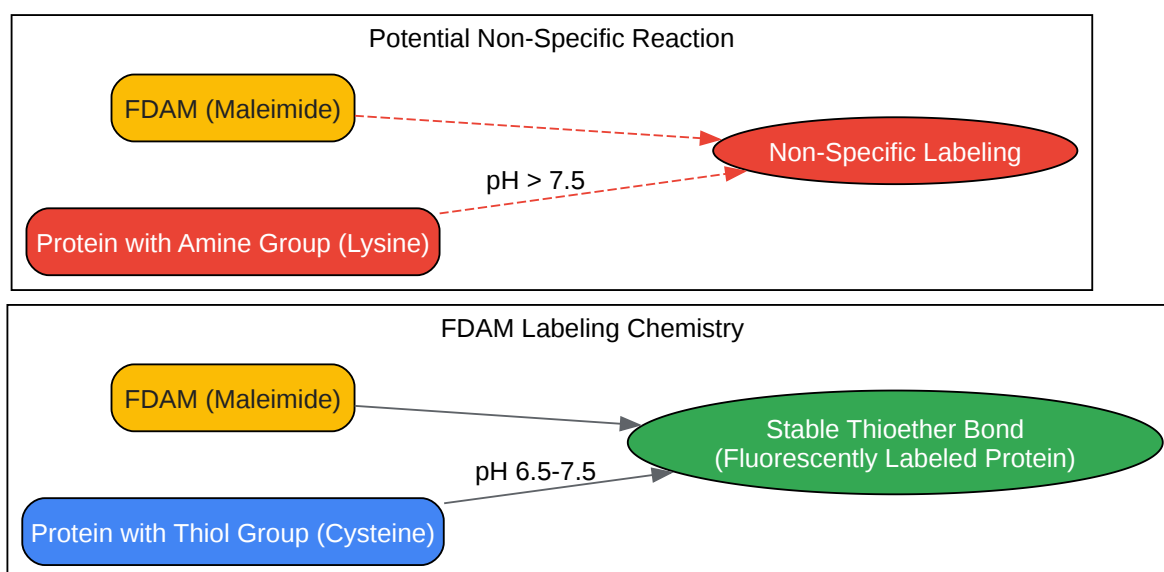 Potential Non-Specific Reaction
FDAM (Maleimide)
Non-Specific Labeling
pH > 7.5
Protein with Amine Group (Lysine)
FDAM Labeling Chemistry
FDAM (Maleimide)
Stable Thioether Bond
(Fluorescently Labeled Protein)
pH 6.5-7.5
Protein with Thiol Group (Cysteine)